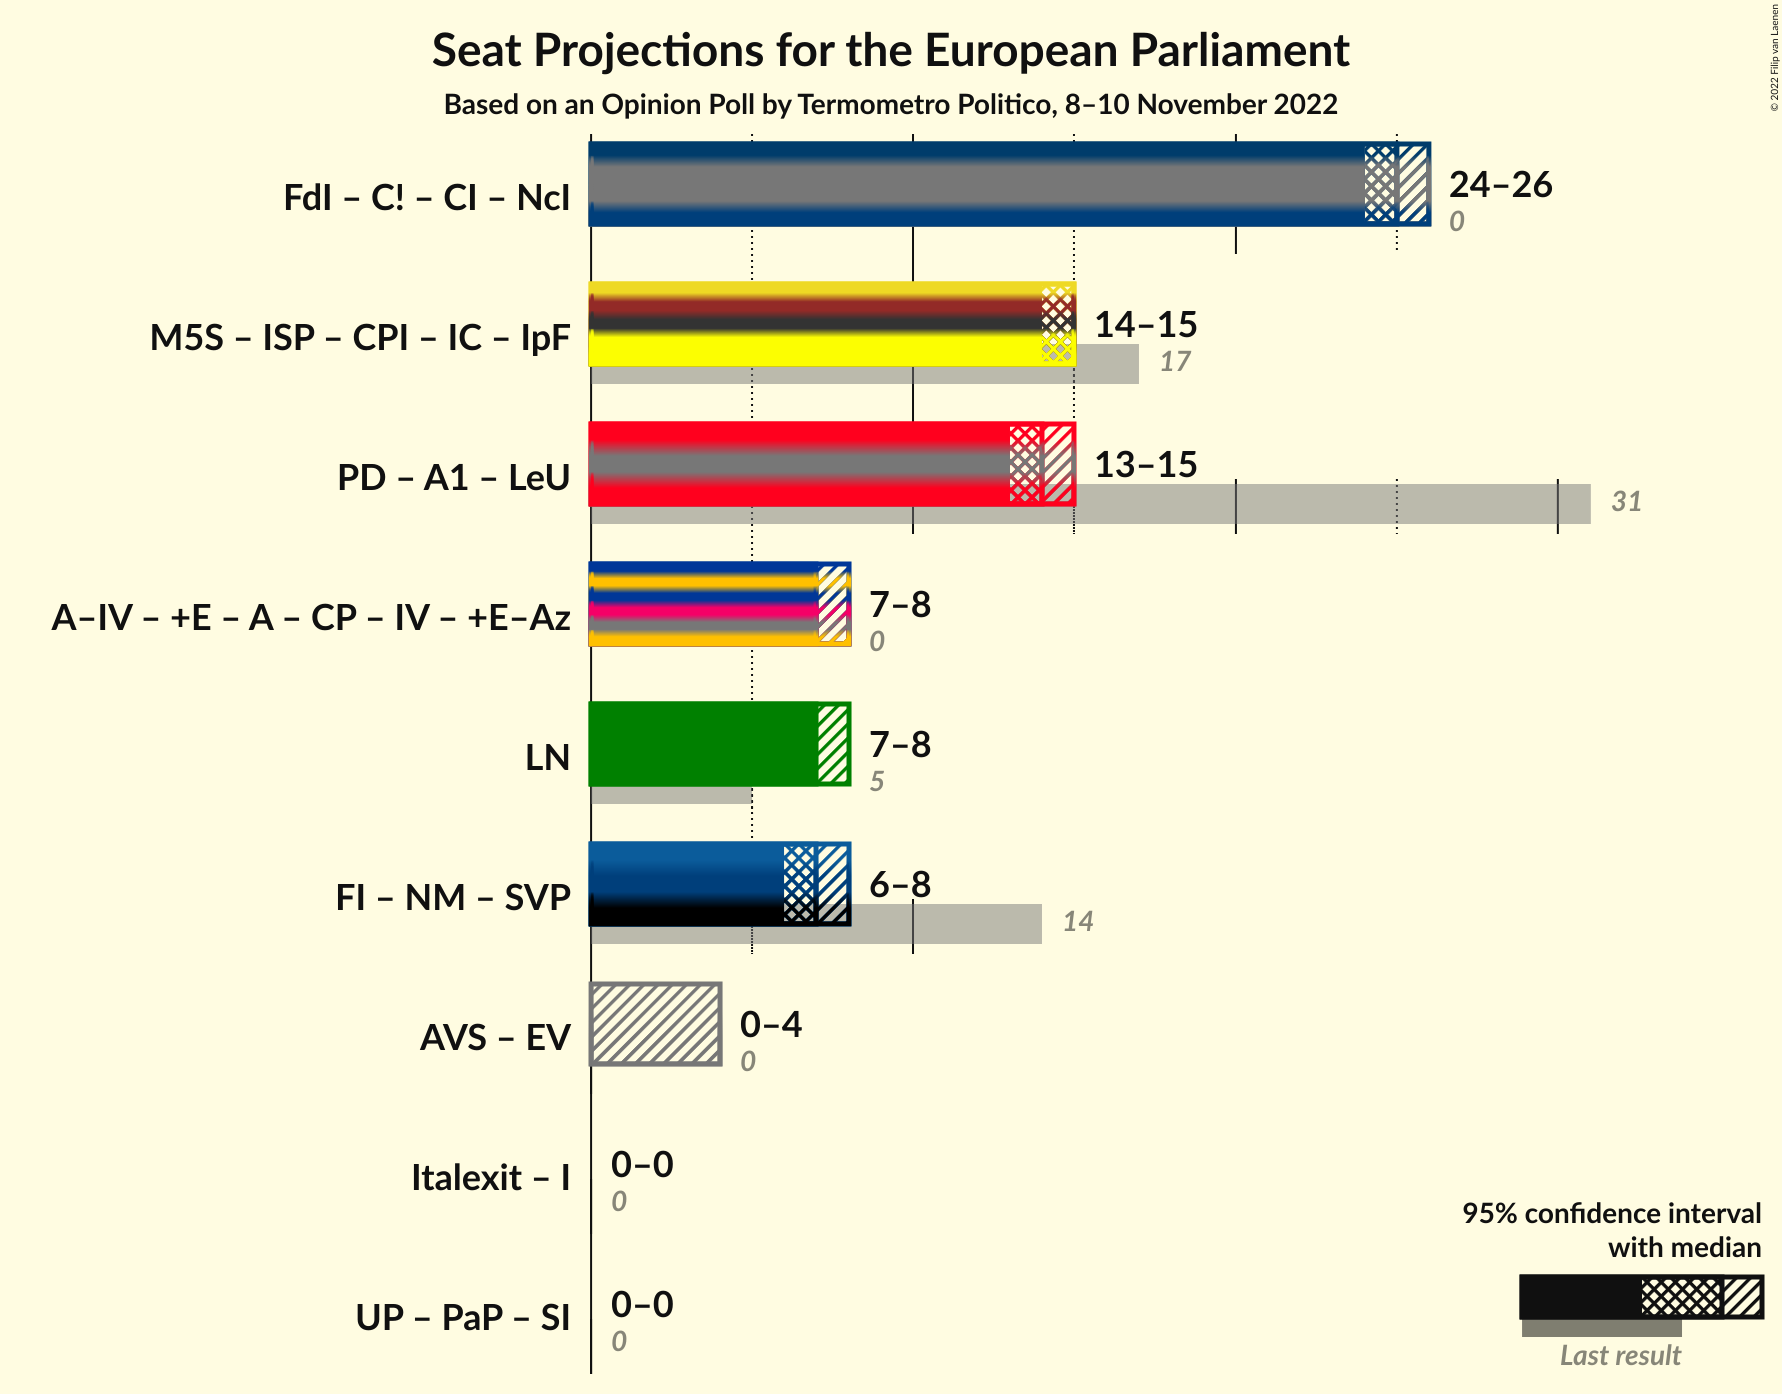 Seat Projections for the European Parliament
Based on an Opinion Poll by Termometro Politico, 8–10 November 2022
© 2022 Filip van Laenen
FdI – C! – CI – NcI
24–26
0
M5S – ISP – CPI – IC – IpF
14–15
17
PD – A1 – LeU
13–15
31
A–IV – +E – A – CP – IV – +E–Az
7–8
0
LN
7–8
5
FI – NM – SVP
6–8
14
AVS – EV
0–4
0
Italexit – I
0–0
0
UP – PaP – SI
0–0
0
95% confidence interval
with median
Last result